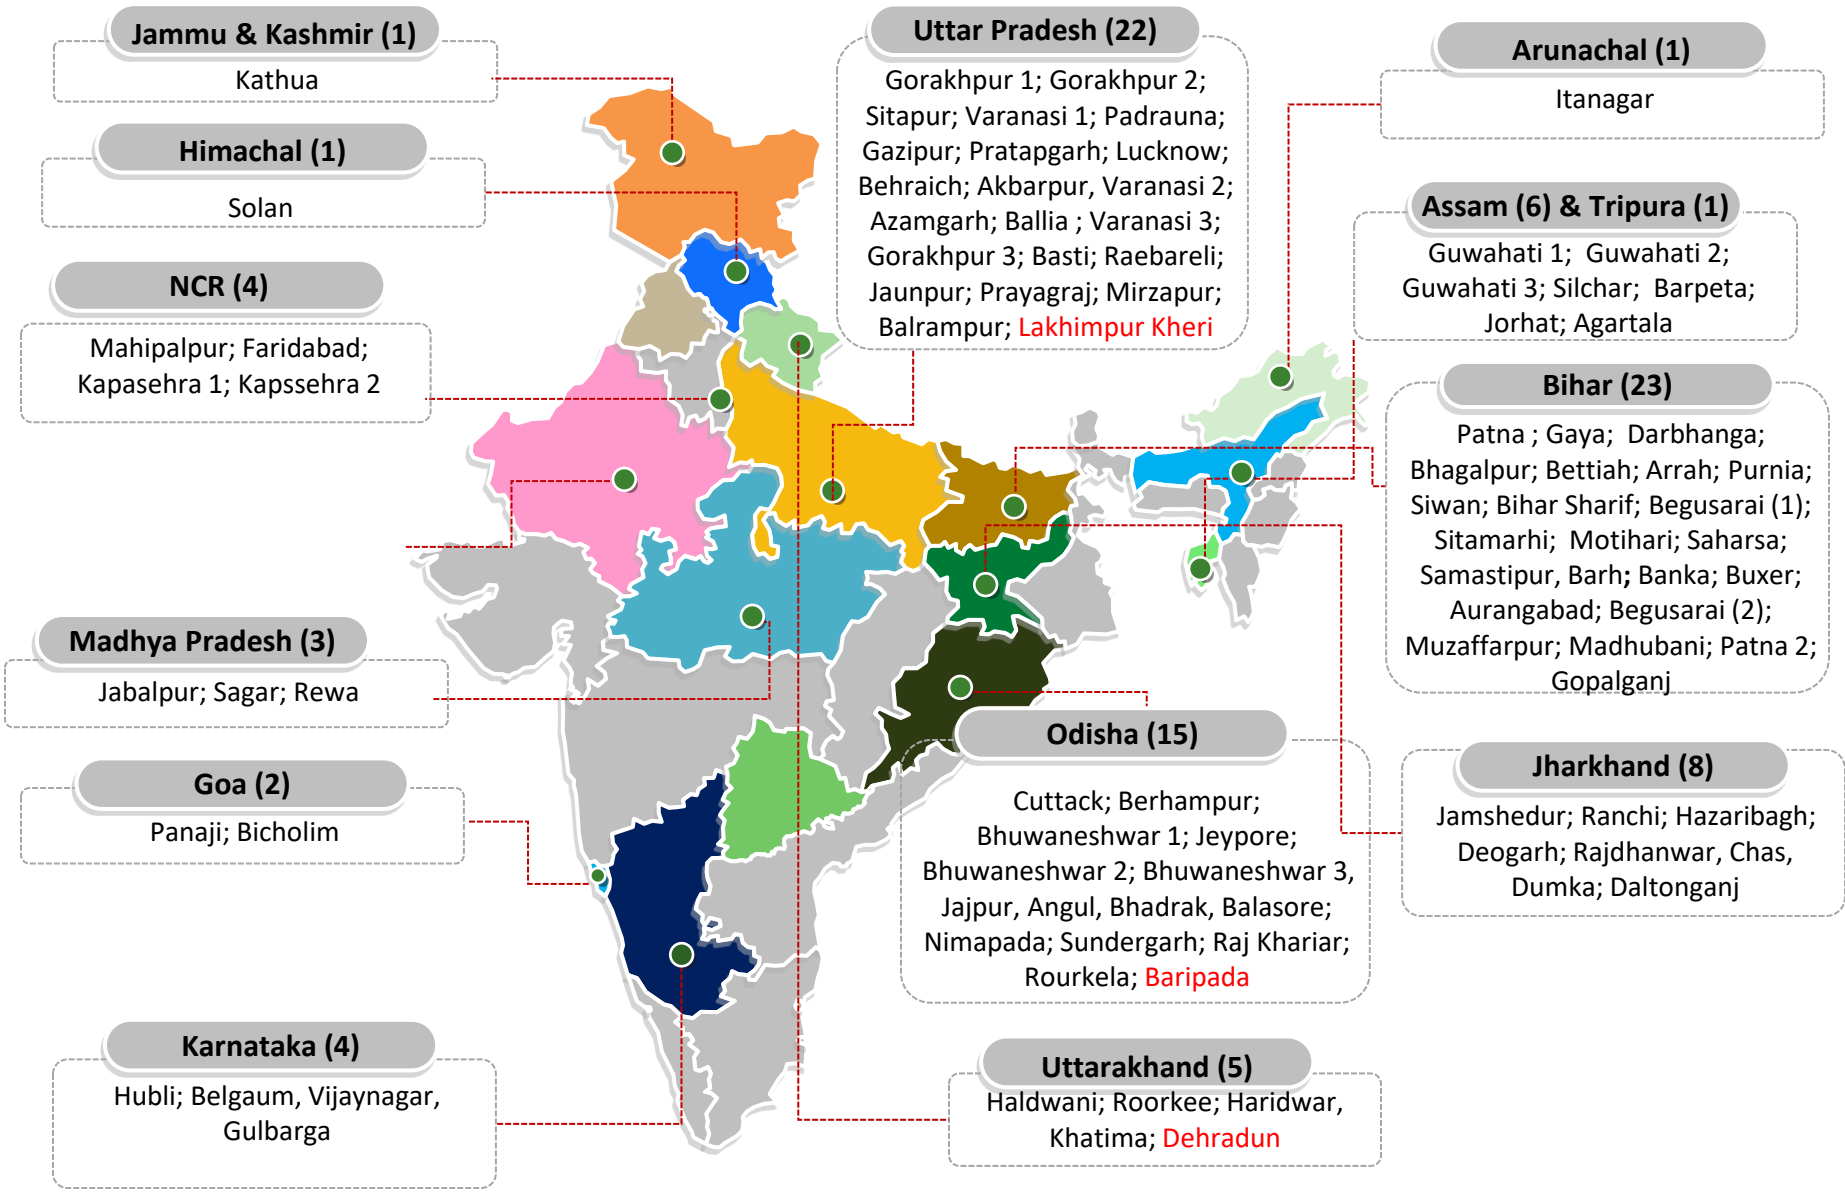 Jammu & Kashmir (1)
Kathua
Himachal (1)
Solan
NCR (4)
Mahipalpur; Faridabad;
Kapasehra 1; Kapssehra 2
Madhya Pradesh (3)
Jabalpur; Sagar; Rewa
Goa (2)
Panaji; Bicholim
Karnataka (4)
Hubli; Belgaum, Vijaynagar,
Gulbarga
Uttar Pradesh (22)
Gorakhpur 1; Gorakhpur 2;
Sitapur; Varanasi 1; Padrauna;
Gazipur; Pratapgarh; Lucknow;
Behraich; Akbarpur, Varanasi 2;
Azamgarh; Ballia ; Varanasi 3;
Gorakhpur 3; Basti; Raebareli;
Jaunpur; Prayagraj; Mirzapur;
Balrampur; Lakhimpur Kheri
Arunachal (1)
Itanagar
Assam (6) & Tripura (1)
Guwahati 1; Guwahati 2;
Guwahati 3; Silchar; Barpeta;
Jorhat; Agartala
Bihar (23)
Patna ; Gaya; Darbhanga;
Bhagalpur; Bettiah; Arrah; Purnia;
Siwan; Bihar Sharif; Begusarai (1);
Sitamarhi; Motihari; Saharsa;
Samastipur, Barh; Banka; Buxer;
Aurangabad; Begusarai (2);
Muzaffarpur; Madhubani; Patna 2;
Gopalganj
Odisha (15)
Cuttack; Berhampur;
Bhuwaneshwar 1; Jeypore;
Bhuwaneshwar 2; Bhuwaneshwar 3,
Jajpur, Angul, Bhadrak, Balasore;
Nimapada; Sundergarh; Raj Khariar;
Rourkela; Baripada
Jharkhand (8)
Jamshedur; Ranchi; Hazaribagh;
Deogarh; Rajdhanwar, Chas,
Dumka; Daltonganj
Uttarakhand (5)
Haldwani; Roorkee; Haridwar,
Khatima; Dehradun